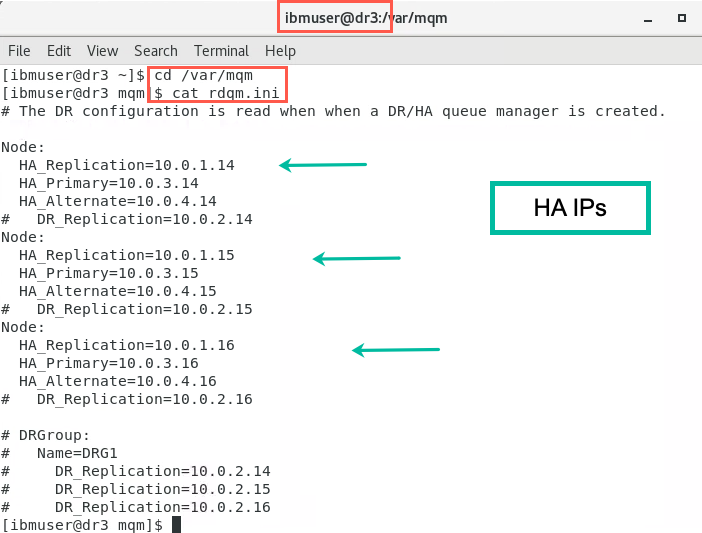 ibmuser@dr3:/var/mqm
File Edit View Search Terminal Help
[ibmuser@dr3 ~]$ cd /var/mqm
[ibmuser@dr3 mqm]$ cat rdqm.ini
# The DR configuration is read when when a DR/HA queue manager is created.
Node:
  HA_Replication=10.0.1.14
  HA_Primary=10.0.3.14
  HA_Alternate=10.0.4.14
#   DR_Replication=10.0.2.14
HA IPs
Node:
  HA_Replication=10.0.1.15
  HA_Primary=10.0.3.15
  HA_Alternate=10.0.4.15
#   DR_Replication=10.0.2.15
Node:
  HA_Replication=10.0.1.16
  HA_Primary=10.0.3.16
  HA_Alternate=10.0.4.16
#   DR_Replication=10.0.2.16
# DRGroup:
#   Name=DRG1
#     DR_Replication=10.0.2.14
#     DR_Replication=10.0.2.15
#     DR_Replication=10.0.2.16
[ibmuser@dr3 mqm]$